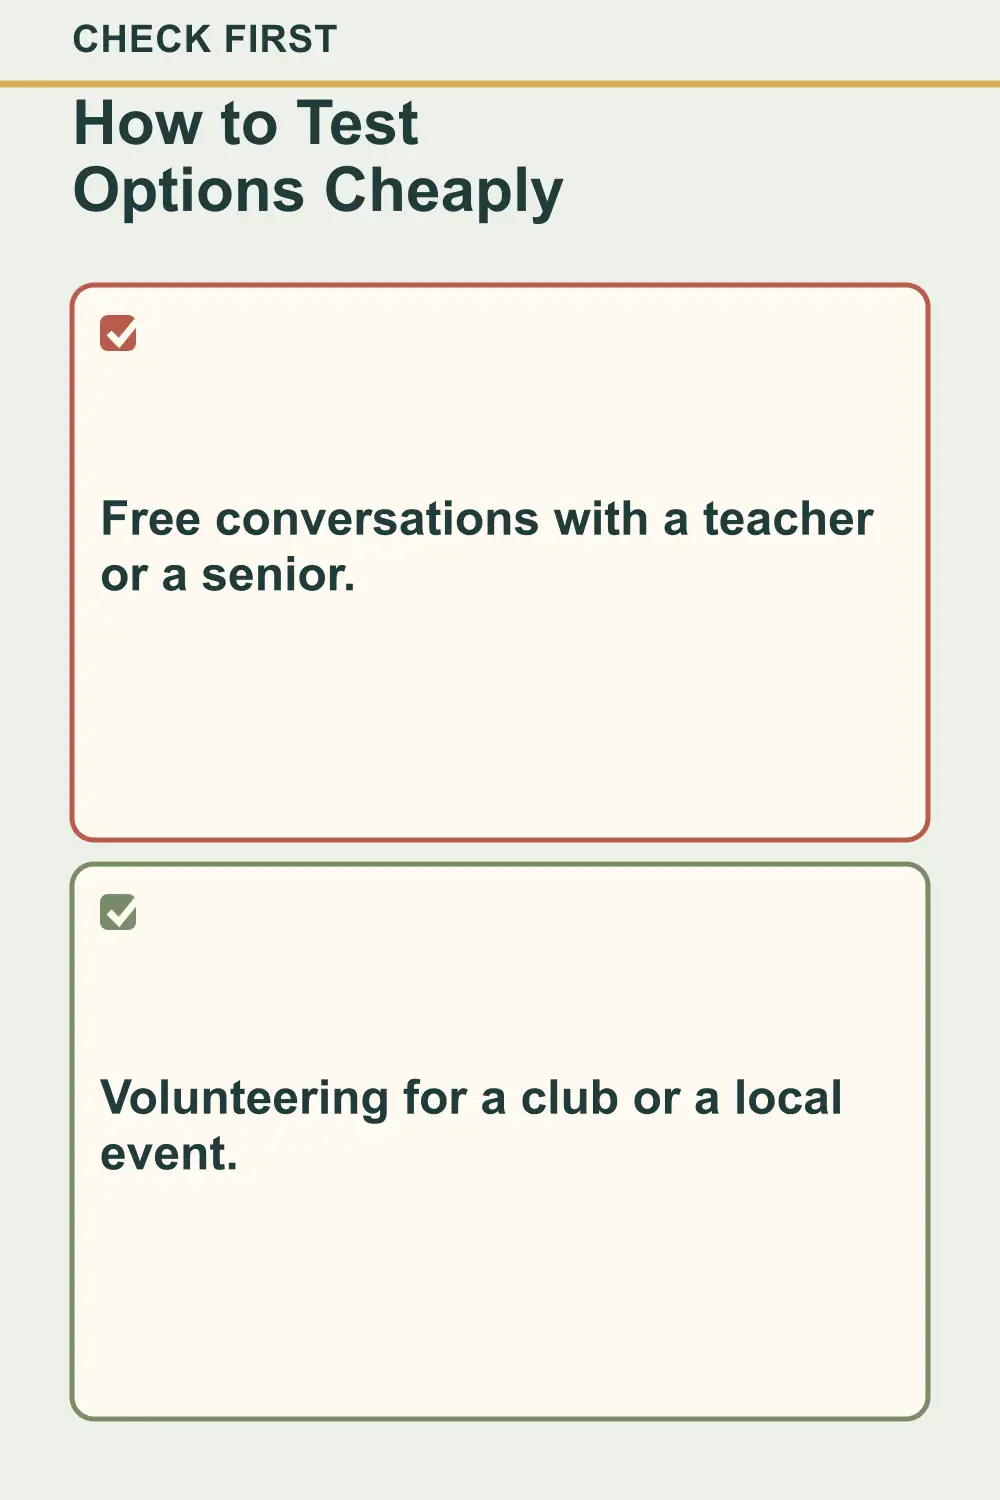 CHECK FIRST
How to Test
Options Cheaply
Free conversations with a teacher
or a senior.
Volunteering for a club or a local
event.